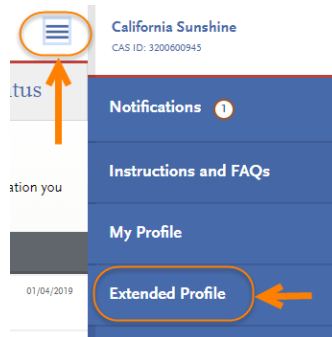 California Sunshine
CAS ID: 3200600945
tus
Notifications 1
Instructions and FAQs
ation you
My Profile
01/04/2019
Extended Profile